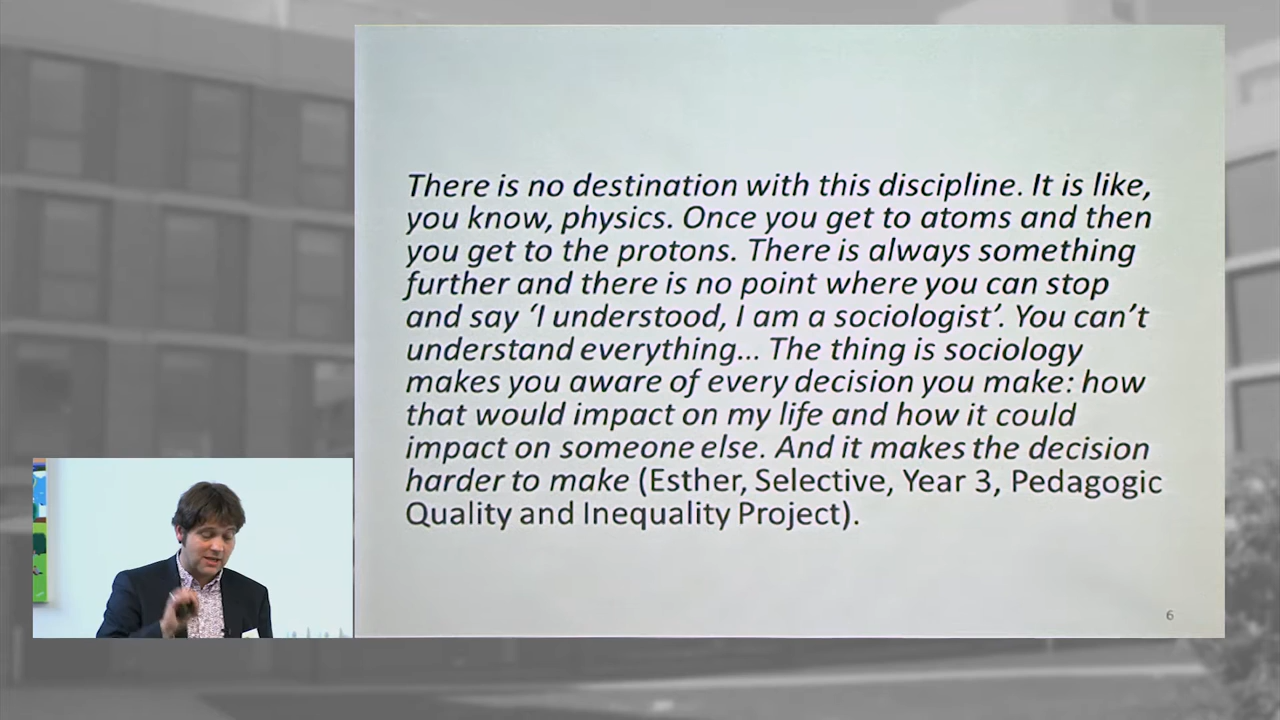 There is no destination with this discipline. It is like,
you know, physics. Once you get to atoms and then
you get to the protons. There is always something
further and there is no point where you can stop
and say ‘I understood, I am a sociologist’. You can’t
understand everything... The thing is sociology
makes you aware of every decision you make: how
that would impact on my life and how it could
impact on someone else. And it makes the decision
harder to make (Esther, Selective, Year 3, Pedagogic
Quality and Inequality Project).
6